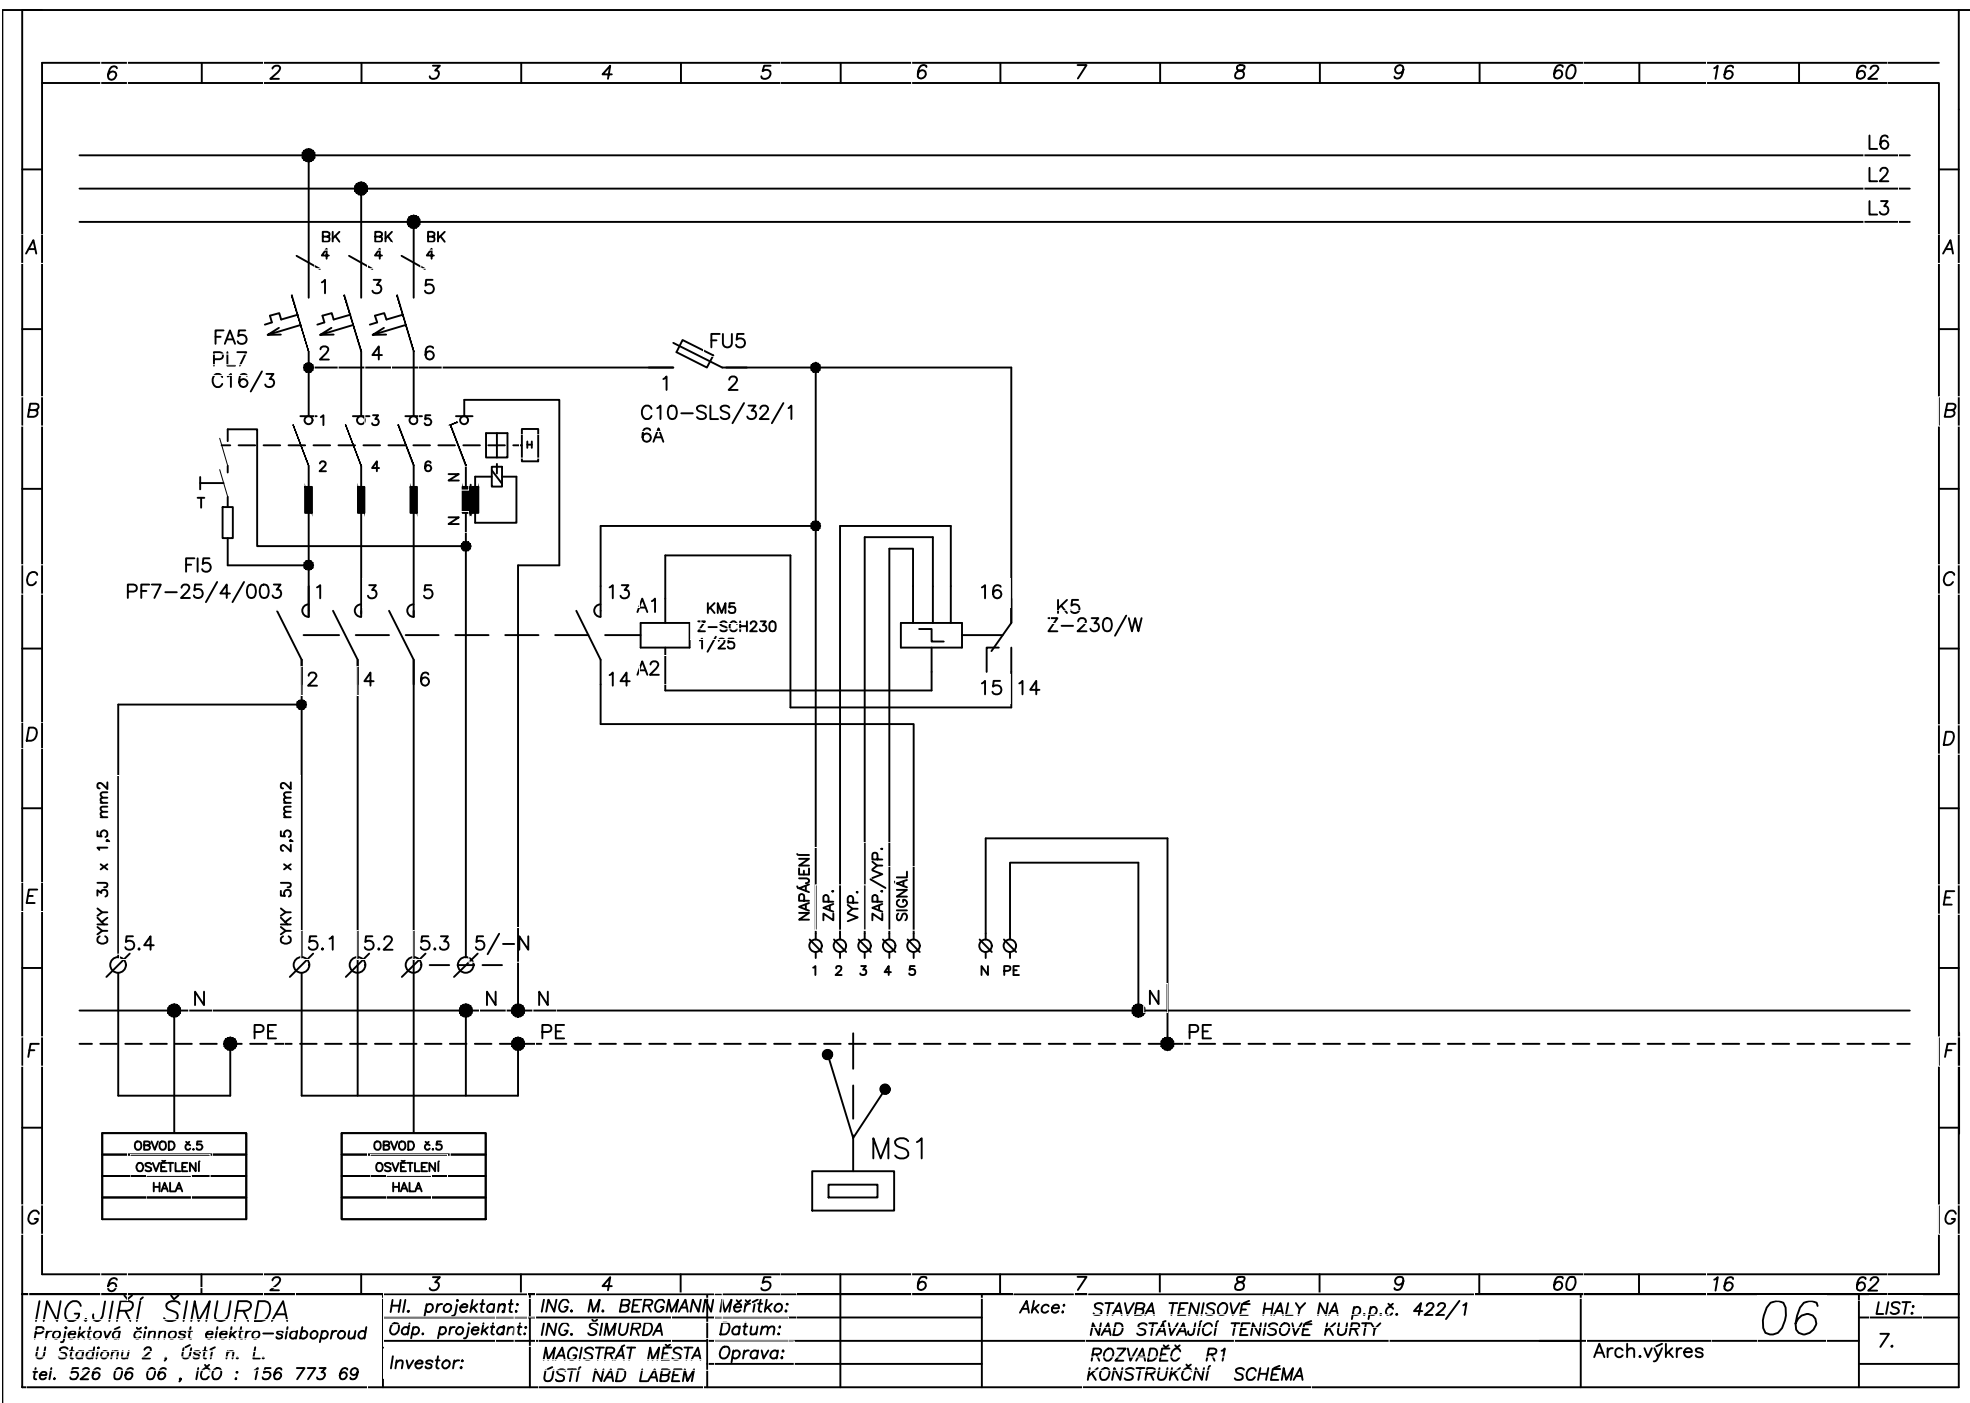 6 2 3 4 5 6 7 8 9 60 16 62
L6
L2
L3
A A
BK BK BK
4 4 4
1 3 5
FA5
PL7
C16/3
2 4 6
FU5
1 2
C10-SLS/32/1
6A
B B
1 3 5
H
2 4 6 N
T
N
FI5
PF7-25/4/003
C C
1 3 5 13 A1 16
KM5
Z-SCH230
1/25
K5
Z-230/W
2 4 6 14 A2 15 14
D D
CYKY 3J x 1,5 mm2
CYKY 5J x 2,5 mm2
NAPÁJENÍ
ZAP.
VYP.
ZAP./VYP.
SIGNÁL
E E
5.4 5.1 5.2 5.3 5/-N
1 2 3 4 5 N PE
N N N N
PE PE PE
F F
MS1
OBVOD č.5
OSVĚTLENÍ
HALA
OBVOD č.5
OSVĚTLENÍ
HALA
G G
6 2 3 4 5 6 7 8 9 60 16 62
ING.JIŘÍ ŠIMURDA
Projektová činnost elektro-slaboproud
U Stadionu 2 , Ústí n. L.
tel. 526 06 06 , IČO : 156 773 69
Hl. projektant: ING. M. BERGMANN
Odp. projektant: ING. ŠIMURDA
Investor: MAGISTRÁT MĚSTA
ÚSTÍ NAD LABEM
Měřítko:
Datum:
Oprava:
Akce: STAVBA TENISOVÉ HALY NA p.p.č. 422/1
NAD STÁVAJÍCÍ TENISOVÉ KURTY
ROZVADĚČ R1
KONSTRUKČNÍ SCHÉMA
06
Arch.výkres
LIST:
7.